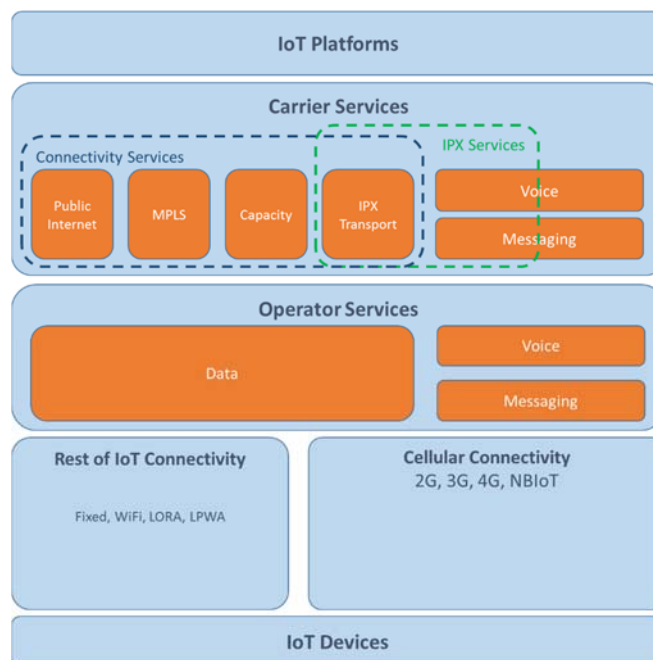 IoT Platforms
Carrier Services
IPX Services
Connectivity Services
Public
Internet
MPLS
Capacity
IPX
Transport
Voice
Messaging
Operator Services
Data
Voice
Messaging
Rest of IoT Connectivity
Fixed, WiFi, LORA, LPWA
Cellular Connectivity
2G, 3G, 4G, NBIoT
IoT Devices